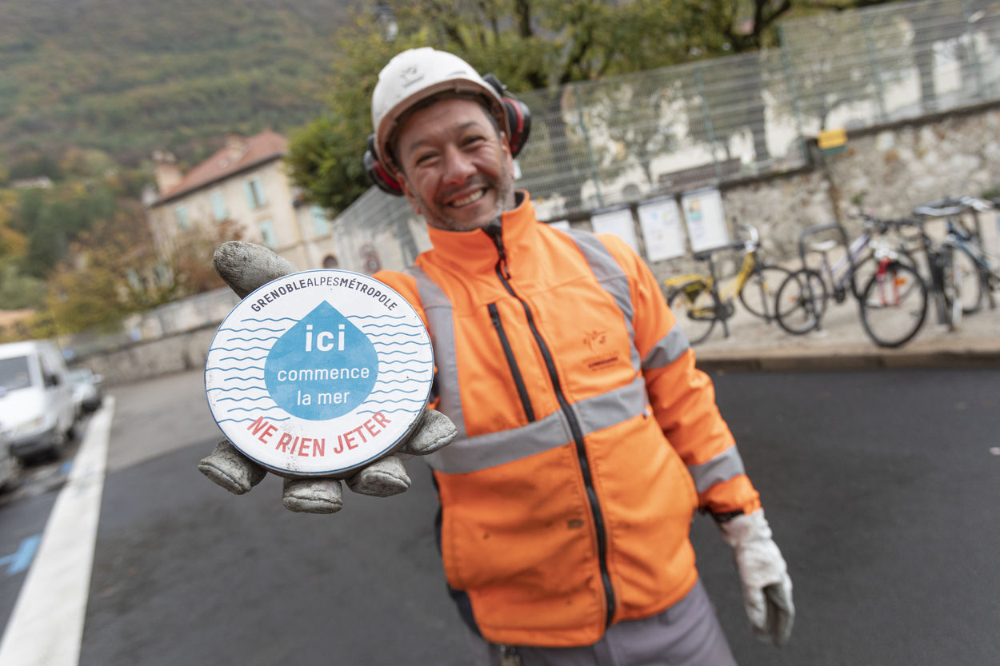 GRENOBLEALPESMÉTROPOLE
ici
commence
la mer
NE RIEN JETER